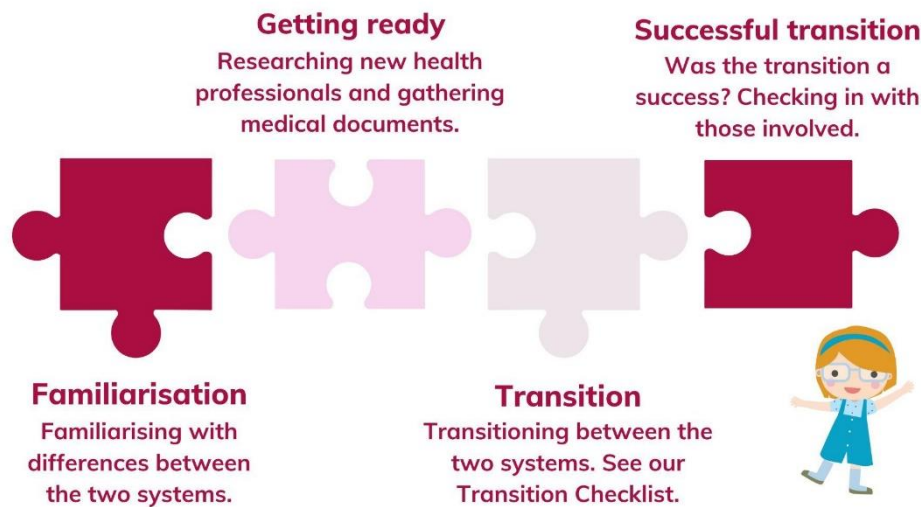 Getting ready
Researching new health
professionals and gathering
medical documents.
Successful transition
Was the transition a
success? Checking in with
those involved.
Familiarisation
Familiarising with
differences between
the two systems.
Transition
Transitioning between the
two systems. See our
Transition Checklist.